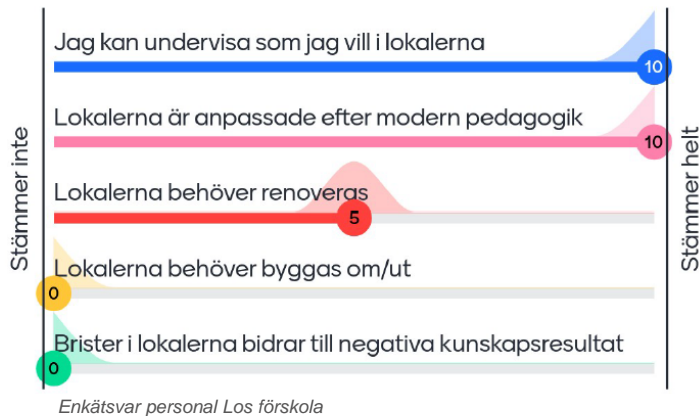 Stämmer inte
Jag kan undervisa som jag vill i lokalerna
10
Lokalerna är anpassade efter modern pedagogik
10
Lokalerna behöver renoveras
5
Lokalerna behöver byggas om/ut
0
Brister i lokalerna bidrar till negativa kunskapsresultat
0
Stämmer helt
Enkätsvar personal Los förskola